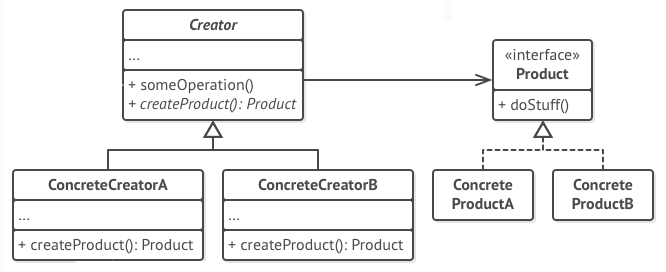 Creator
...
+ someOperation()
+ createProduct(): Product
«interface»
Product
+ doStuff()
ConcreteCreatorA
...
+ createProduct(): Product
ConcreteCreatorB
...
+ createProduct(): Product
Concrete
ProductA
Concrete
ProductB